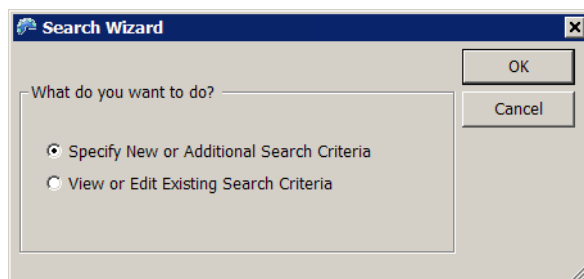 Search Wizard
OK
What do you want to do?
Cancel
Specify New or Additional Search Criteria
View or Edit Existing Search Criteria